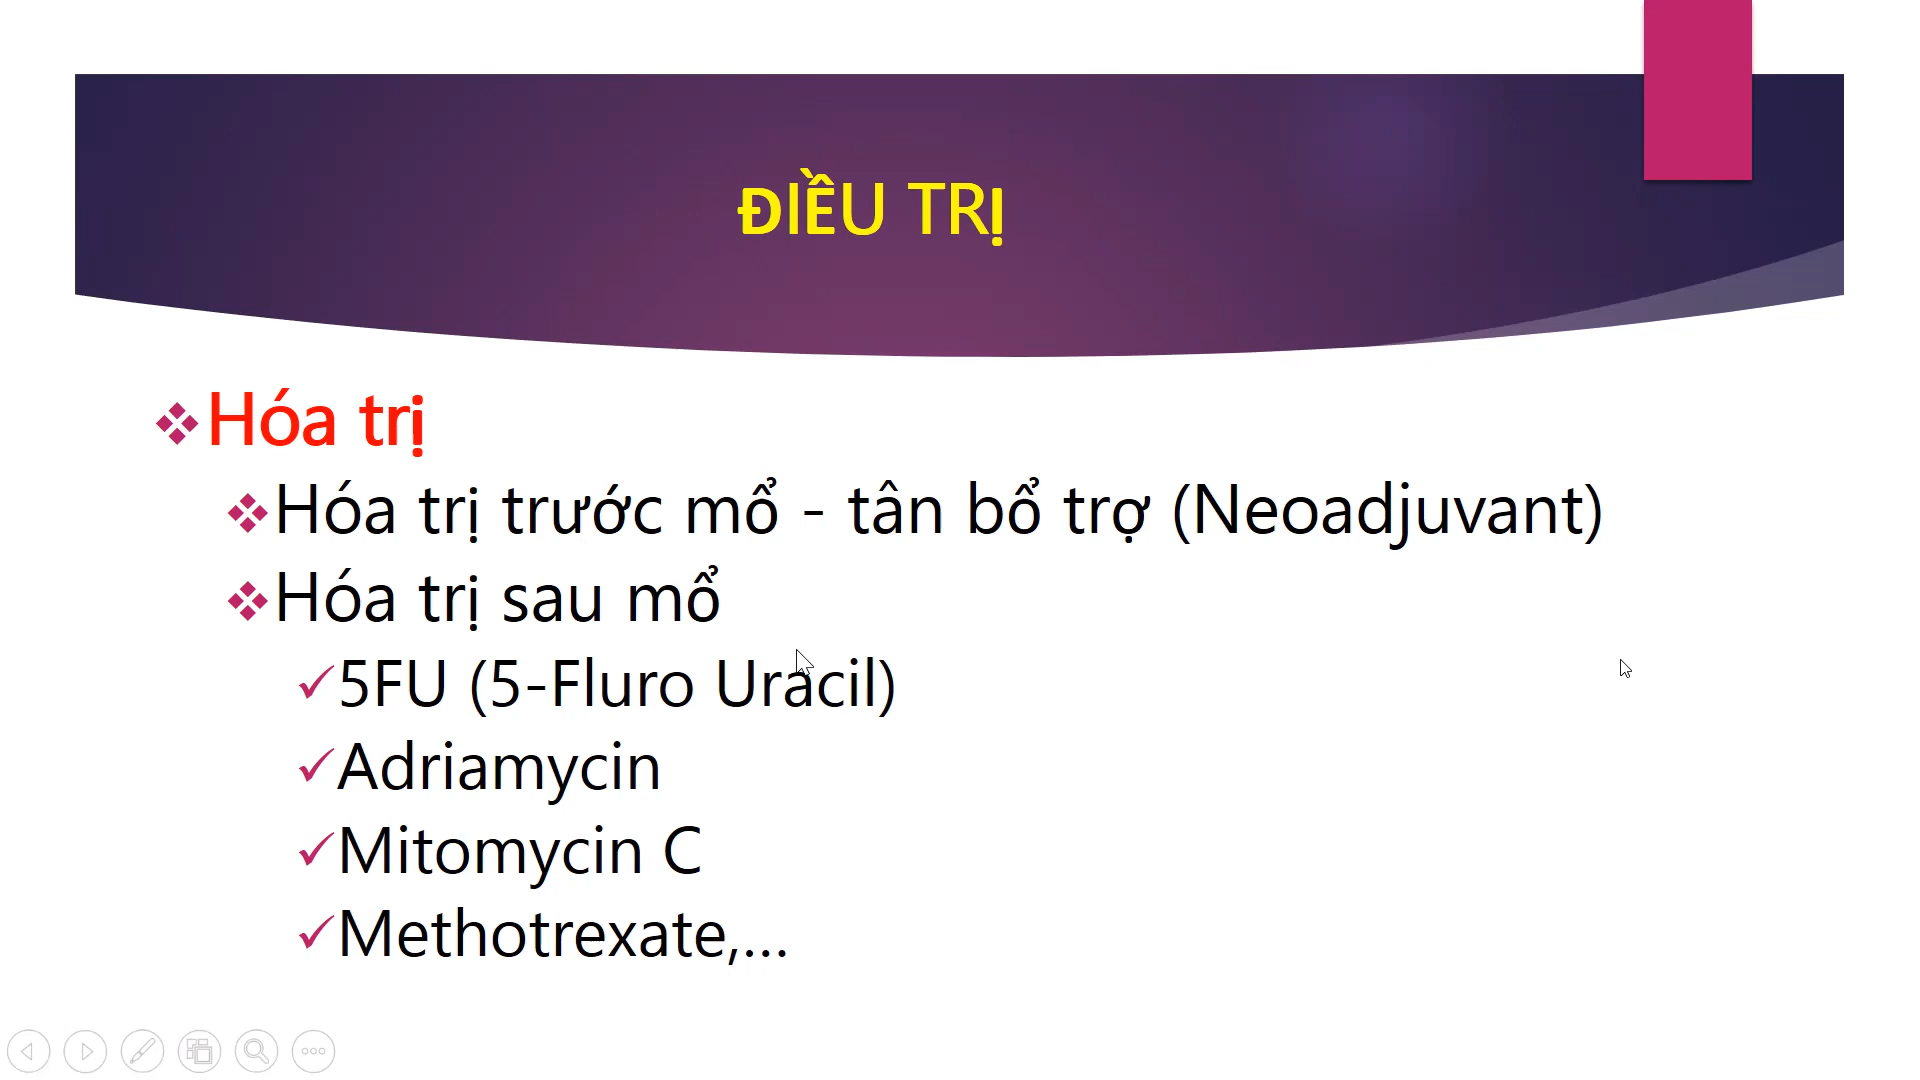 ĐIỀU TRỊ
Hóa trị
Hóa trị trước mổ - tân bổ trợ (Neoadjuvant)
Hóa trị sau mổ
5FU (5-Fluro Uracil)
Adriamycin
Mitomycin C
Methotrexate,...